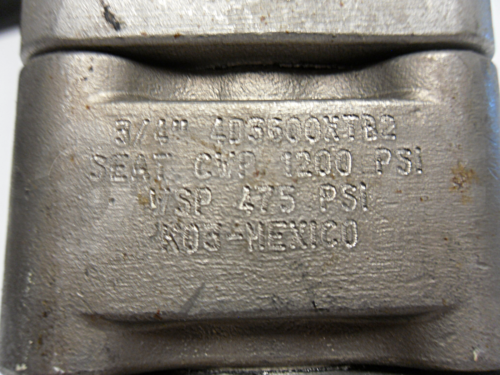 3/4" 4D3600XTB2
SEAT CWP 1200 PSI
WSP 475 PSI
K03-MEXICO